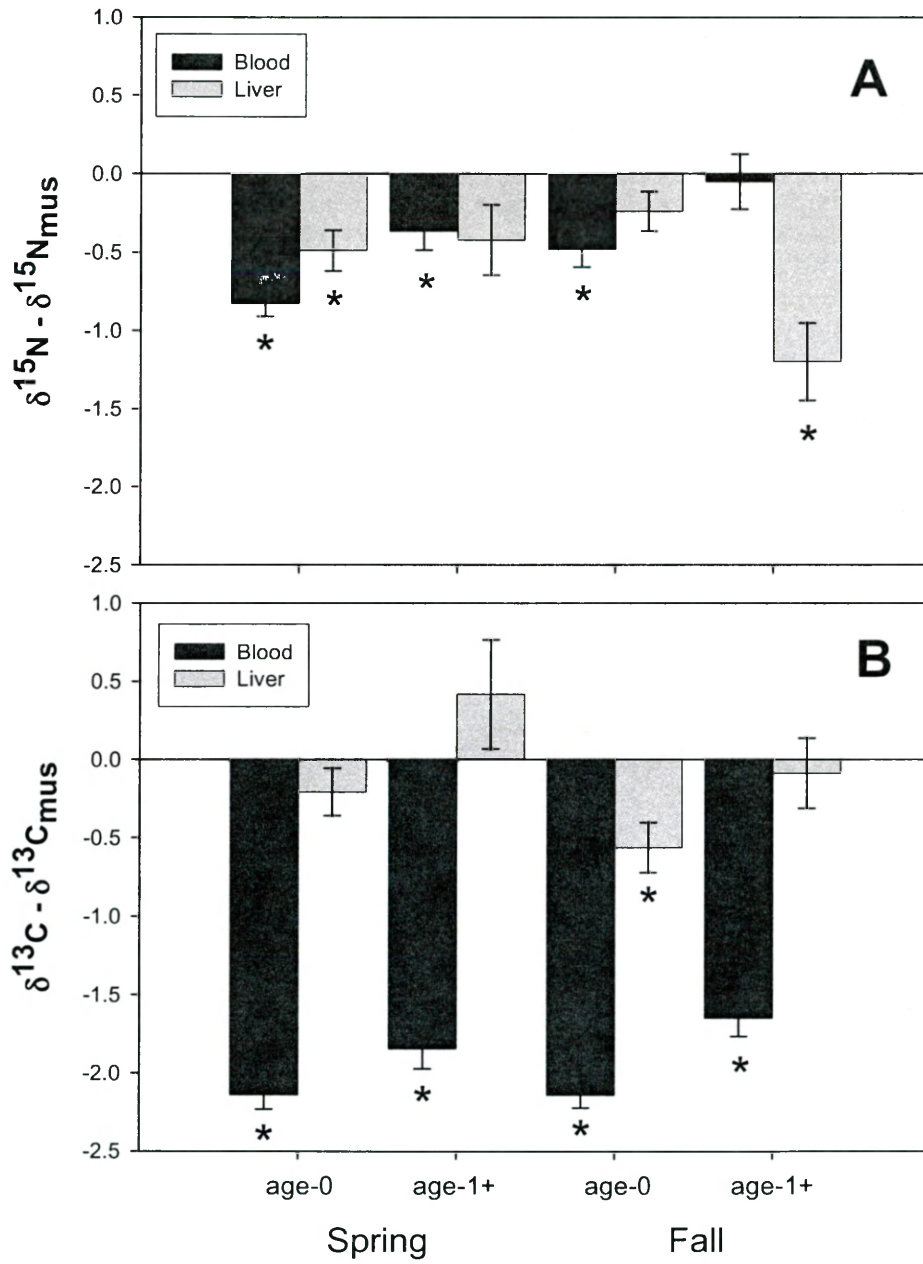 1.0
Blood
Liver
A
0.5
0.0
-0.5
-1.0
-1.5
-2.0
-2.5
δ15N - δ15Nmus
* * * * *
1.0
Blood
Liver
B
0.5
0.0
-0.5
-1.0
-1.5
-2.0
-2.5
δ13C - δ13Cmus
* * * * *
age-0 age-1+ age-0 age-1+
Spring Fall